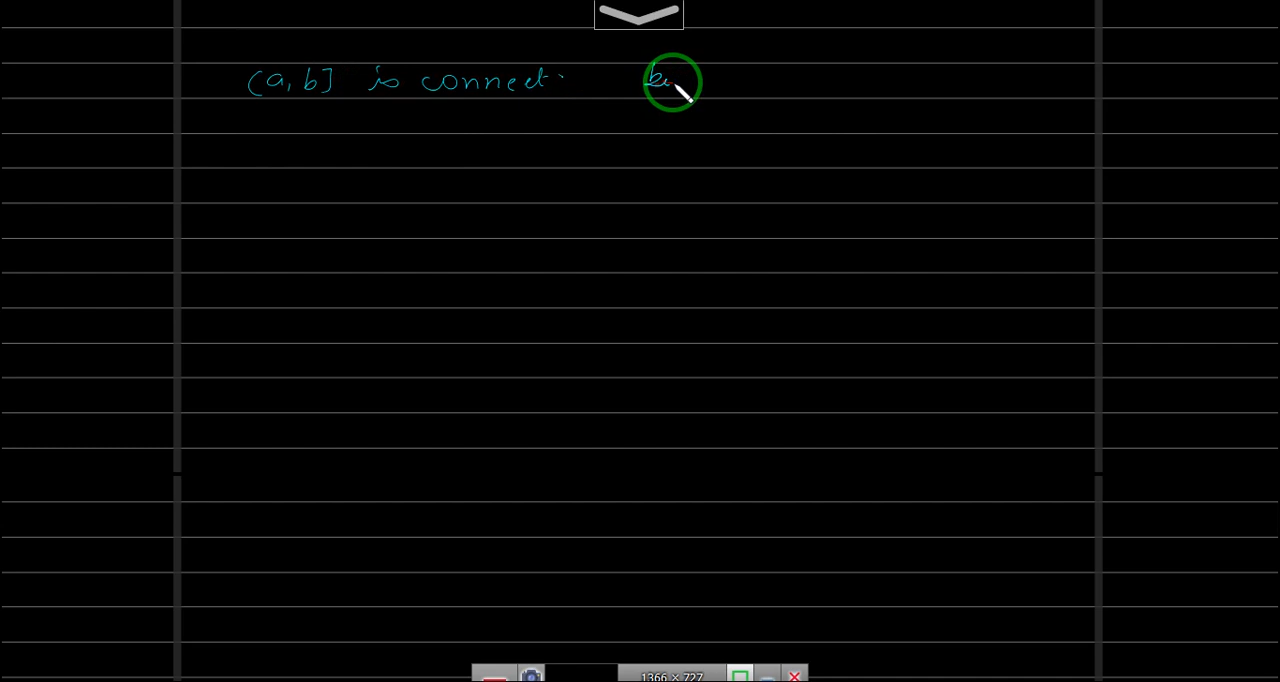 (a, b] is connect.
1366 × 727